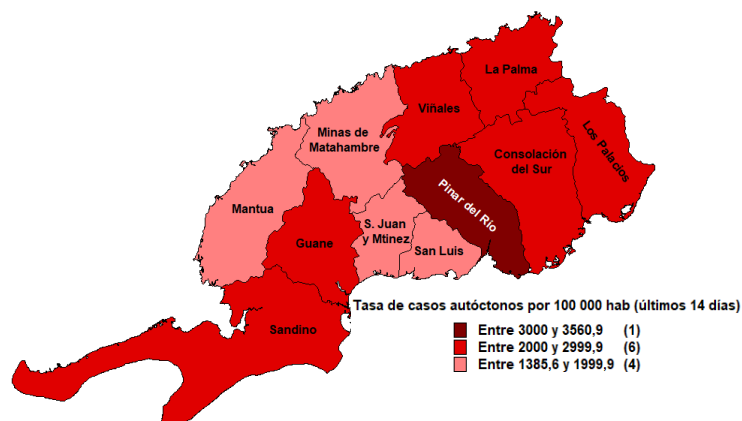 La Palma
Viñales
Los Palacios
Minas de
Matahambre
Consolación
del Sur
Pinar del Río
Mantua
S. Juan
y Mtinez
Guane
San Luis
Sandino
Tasa de casos autóctonos por 100 000 hab (últimos 14 días)
Entre 3000 y 3560,9 (1)
Entre 2000 y 2999,9 (6)
Entre 1385,6 y 1999,9 (4)